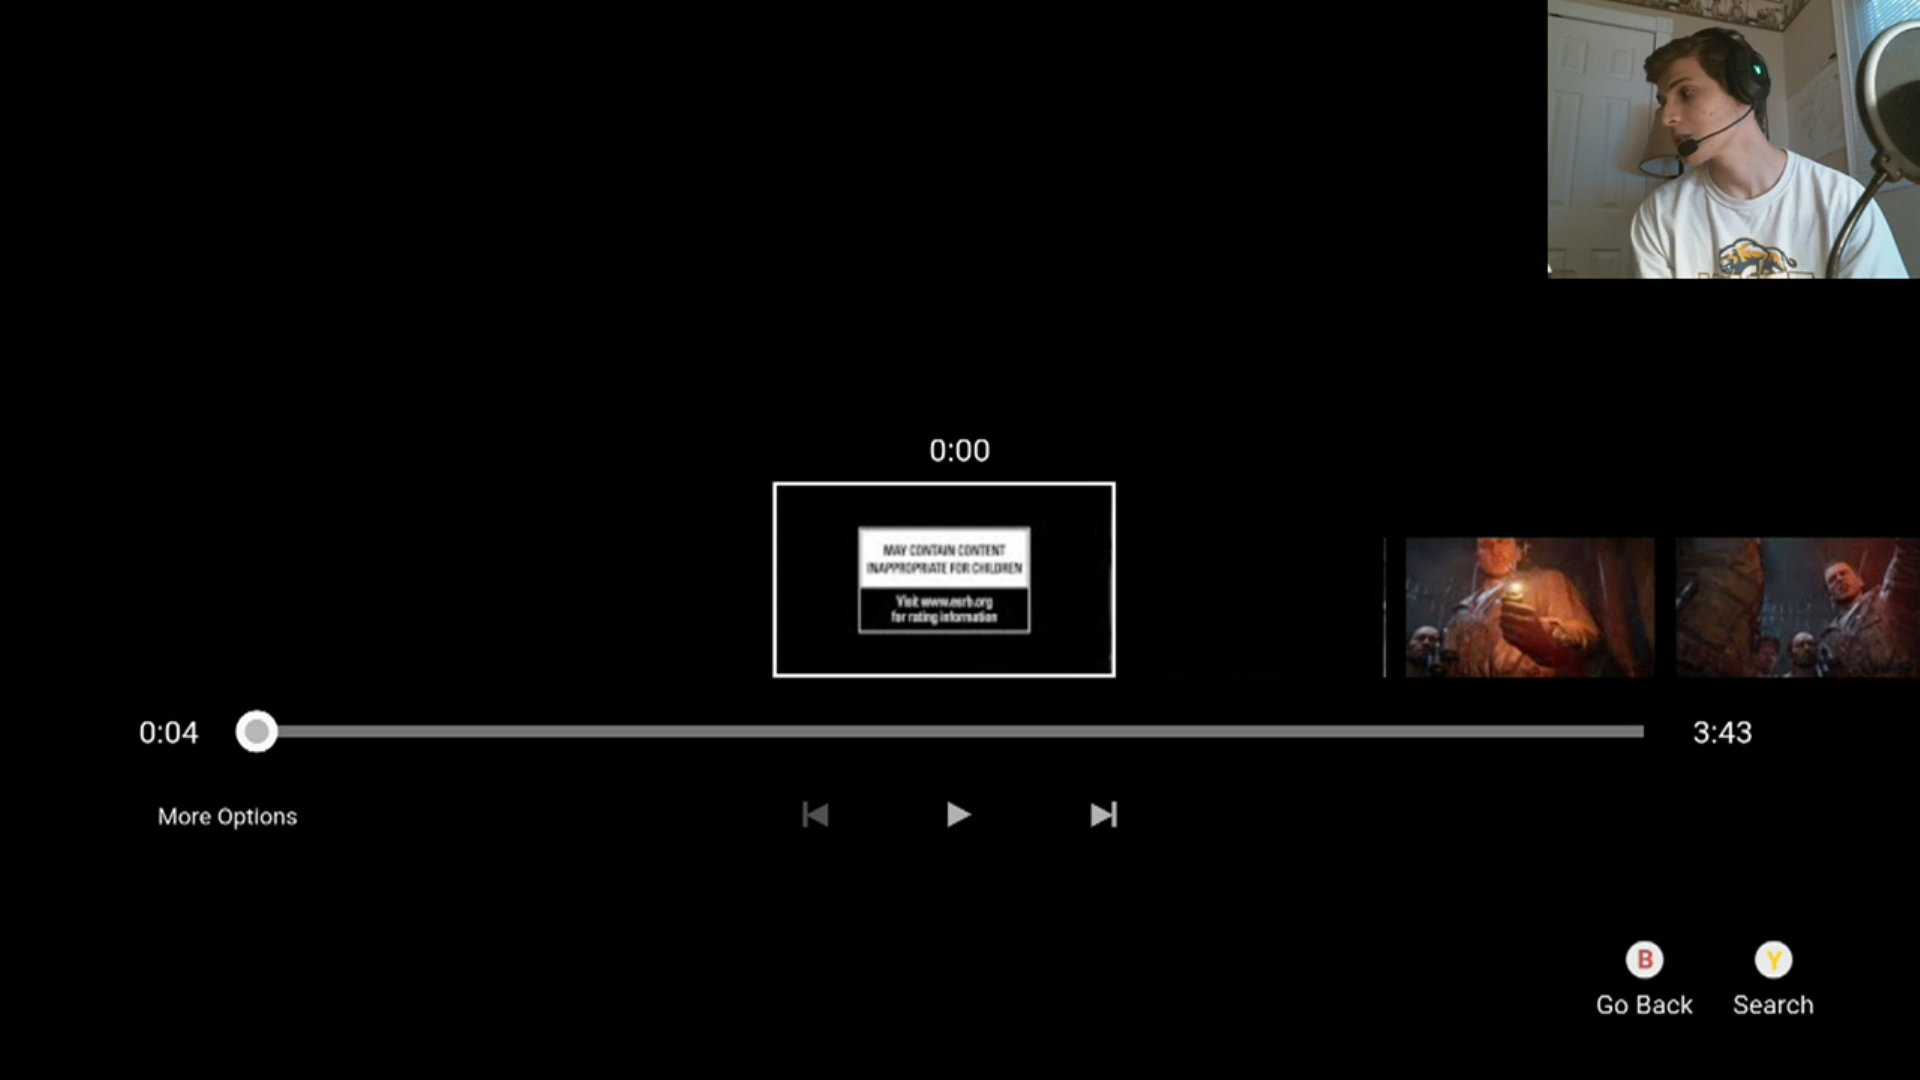 0:00
MAY CONTAIN CONTENT
INAPPROPRIATE FOR CHILDREN
Visit www.esrb.org
for rating information
0:04
3:43
More Options
B
Y
Go Back
Search